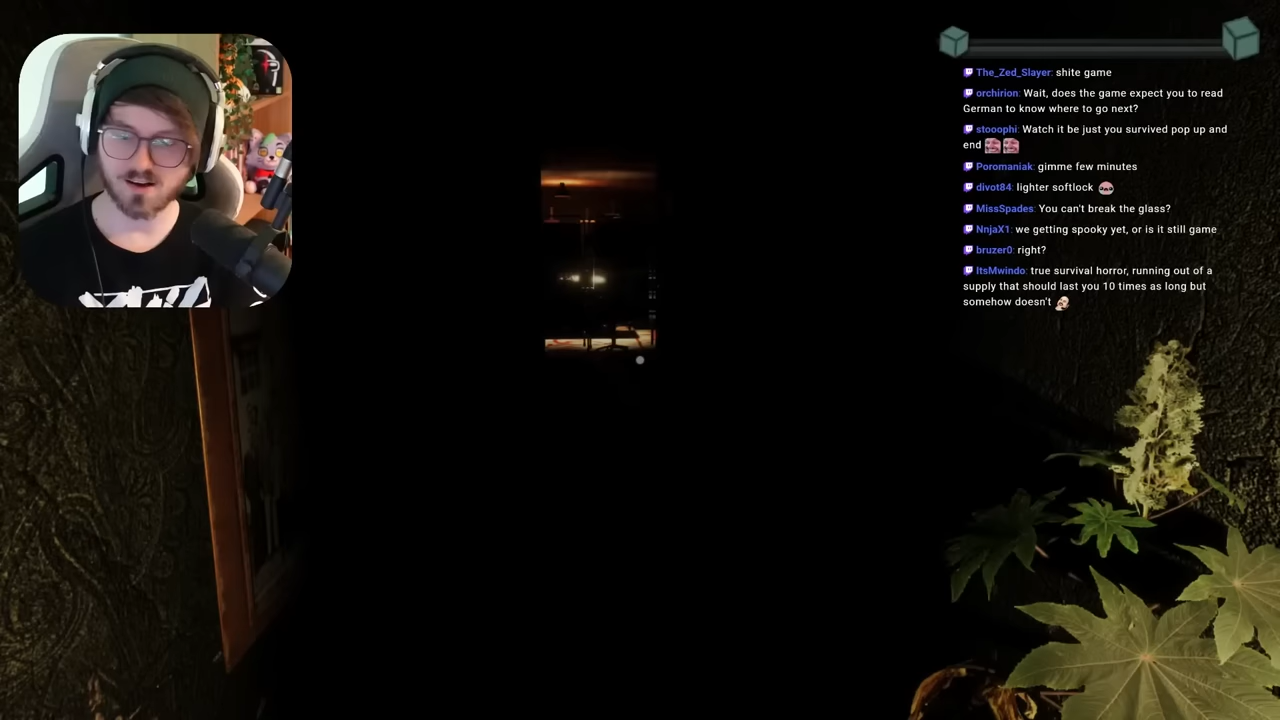 The_Zed_Slayer: shite game
orchirion: Wait, does the game expect you to read
German to know where to go next?
stooophi: Watch it be just you survived pop up and
end
Poromaniak: gimme few minutes
divot84: lighter softlock
MissSpades: You can't break the glass?
NnjaX1: we getting spooky yet, or is it still game
bruzer0: right?
ItsMwindo: true survival horror, running out of a
supply that should last you 10 times as long but
somehow doesn't